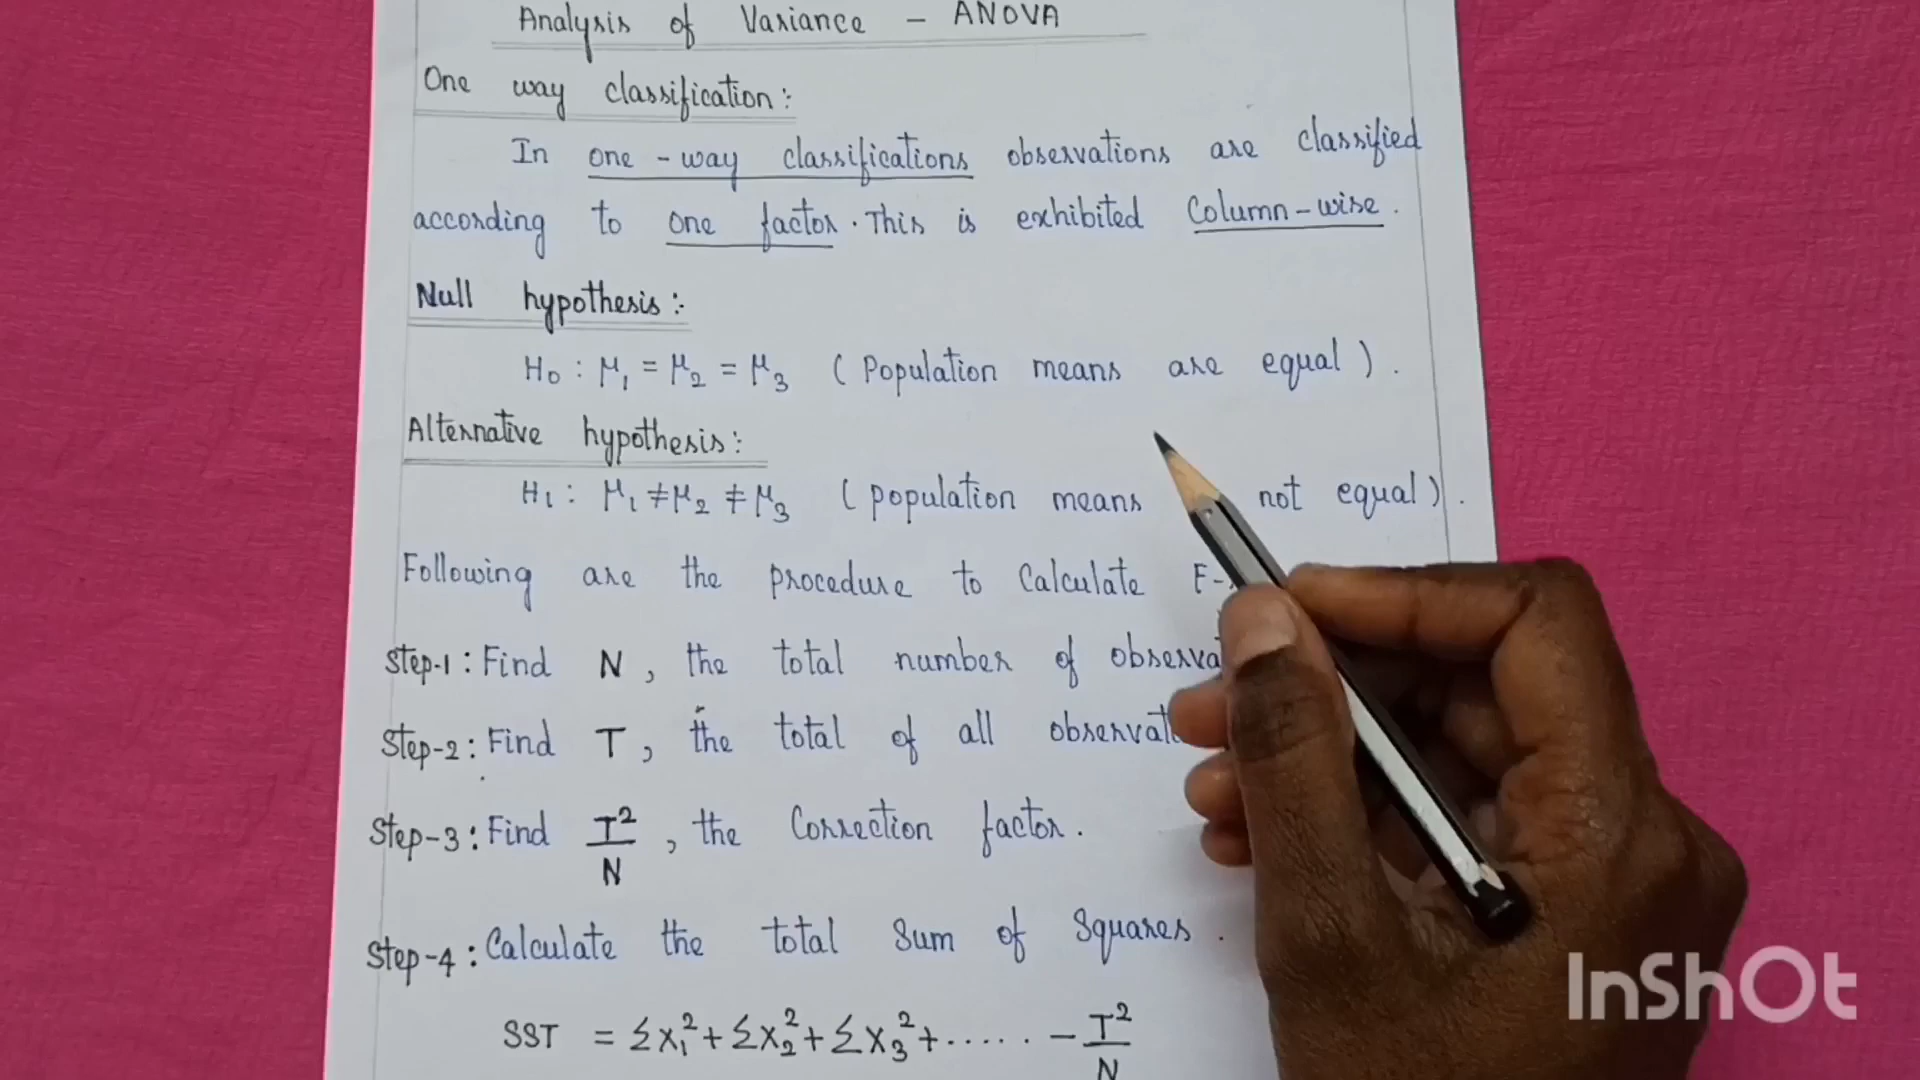 Analysis of Variance - ANOVA
One way classification:-
In one-way classifications observations are classified
according to one factor. This is exhibited Column-wise.
Null hypothesis:-
H₀ : μ₁ = μ₂ = μ₃ (Population means are equal).
Alternative hypothesis:-
H₁ : μ₁ ≠ μ₂ ≠ μ₃ (population means not equal).
Following are the procedure to Calculate F-
Step-1: Find N, the total number of
Step-2: Find T, the total of all
Step-3: Find T²/N, the Correction factor.
Step-4: Calculate the total Sum of Squares.
SST = Σx₁² + Σx₂² + Σx₃² + ...... - T²/N
InShOt